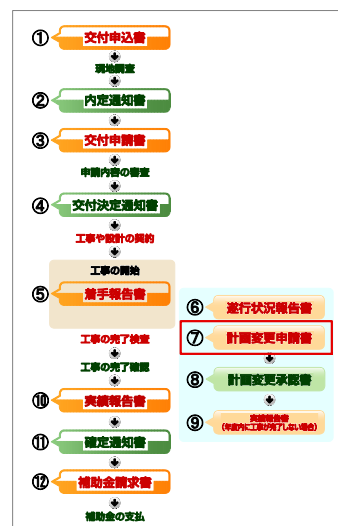 ① 交付申込書
現地調査
② 内定通知書
③ 交付申請書
申請内容の審査
④ 交付決定通知書
工事や設計の契約
工事の開始
⑤ 着手報告書
工事の完了検査
工事の完了確認
⑩ 実績報告書
⑪ 確定通知書
⑫ 補助金請求書
補助金の支払
⑥ 遂行状況報告書
⑦ 計画変更申請書
⑧ 計画変更承認書
⑨ 実績報告書
(年度内に工事が完了しない場合)